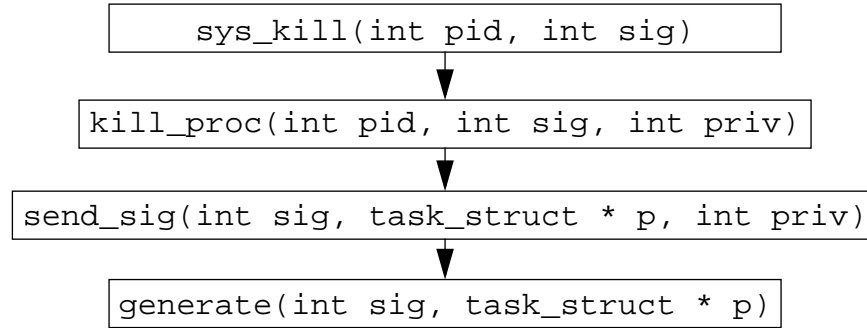 sys_kill(int pid, int sig)
kill_proc(int pid, int sig, int priv)
send_sig(int sig, task_struct * p, int priv)
generate(int sig, task_struct * p)